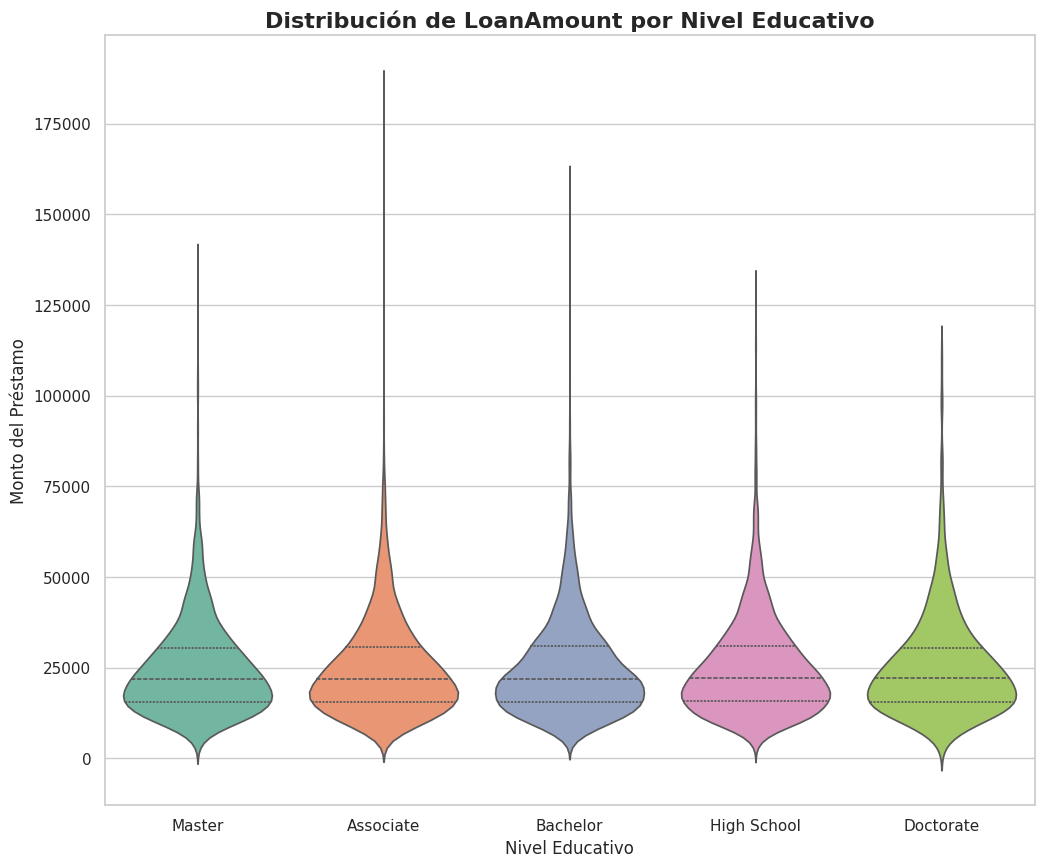 Distribución de LoanAmount por Nivel Educativo
Monto del Préstamo
175000
150000
125000
100000
75000
50000
25000
0
Master
Associate
Bachelor
High School
Doctorate
Nivel Educativo